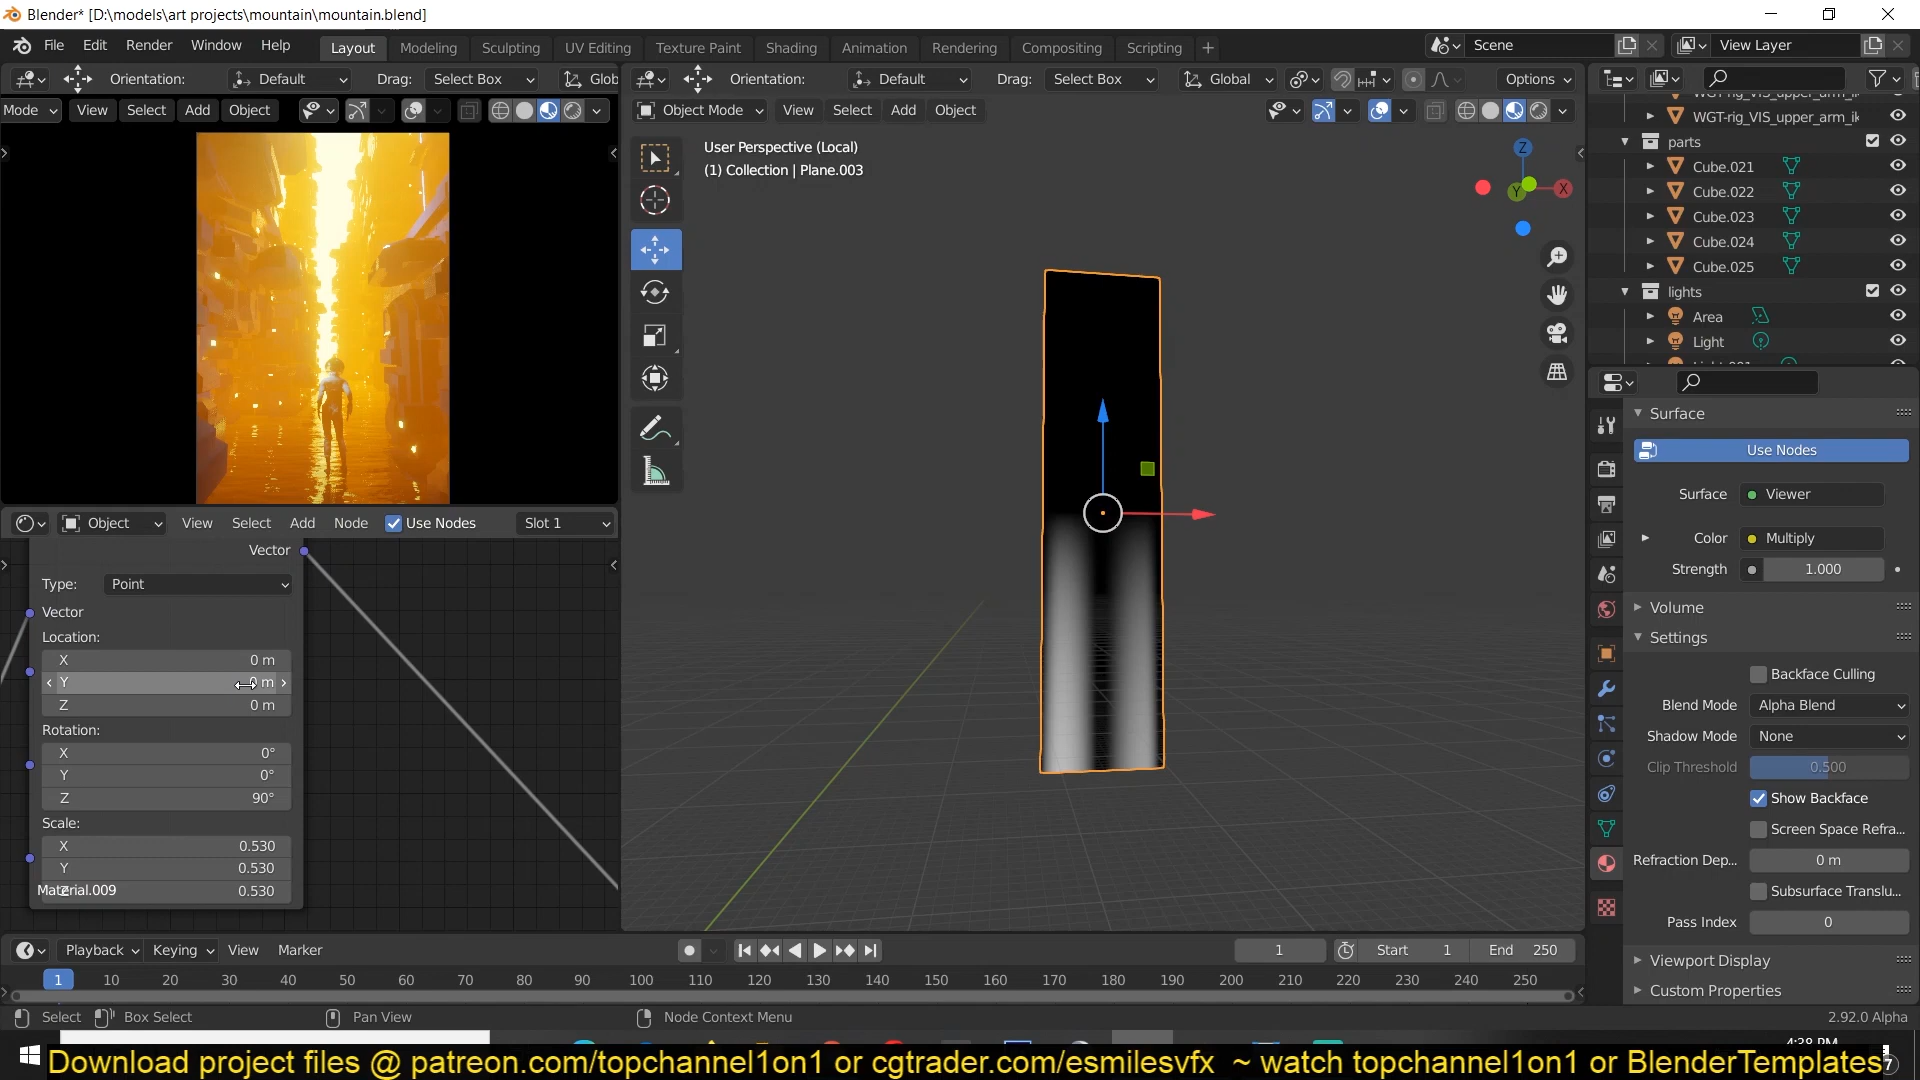 Blender* [D:\models\art projects\mountain\mountain.blend]
File Edit Render Window Help Layout Modeling Sculpting UV Editing Texture Paint Shading Animation Rendering Compositing Scripting + Scene View Layer
Orientation: Default Drag: Select Box Glob
Orientation: Default Drag: Select Box Global Options
Mode View Select Add Object
Object Mode View Select Add Object
User Perspective (Local)
(1) Collection | Plane.003
Z
X
Y
WGT-rig_VIS_upper_arm_ik
parts
Cube.021
Cube.022
Cube.023
Cube.024
Cube.025
lights
Area
Light
Surface
Use Nodes
Surface Viewer
Color Multiply
Strength 1.000
Volume
Settings
Backface Culling
Blend Mode Alpha Blend
Shadow Mode None
Clip Threshold 0.500
Show Backface
Screen Space Refra...
Refraction Dep... 0 m
Subsurface Translu...
Pass Index 0
Viewport Display
Custom Properties
Object View Select Add Node Use Nodes Slot 1
Vector
Type: Point
Vector
Location:
X 0 m
Y 0 m
Z 0 m
Rotation:
X 0°
Y 0°
Z 90°
Scale:
X 0.530
Y 0.530
Material.009 0.530
Playback Keying View Marker 1 Start 1 End 250
1 10 20 30 40 50 60 70 80 90 100 110 120 130 140 150 160 170 180 190 200 210 220 230 240 250
Select Box Select Pan View Node Context Menu 2.92.0 Alpha
4:38 PM
Download project files @ patreon.com/topchannel1on1 or cgtrader.com/esmilesvfx ~ watch topchannel1on1 or BlenderTemplates